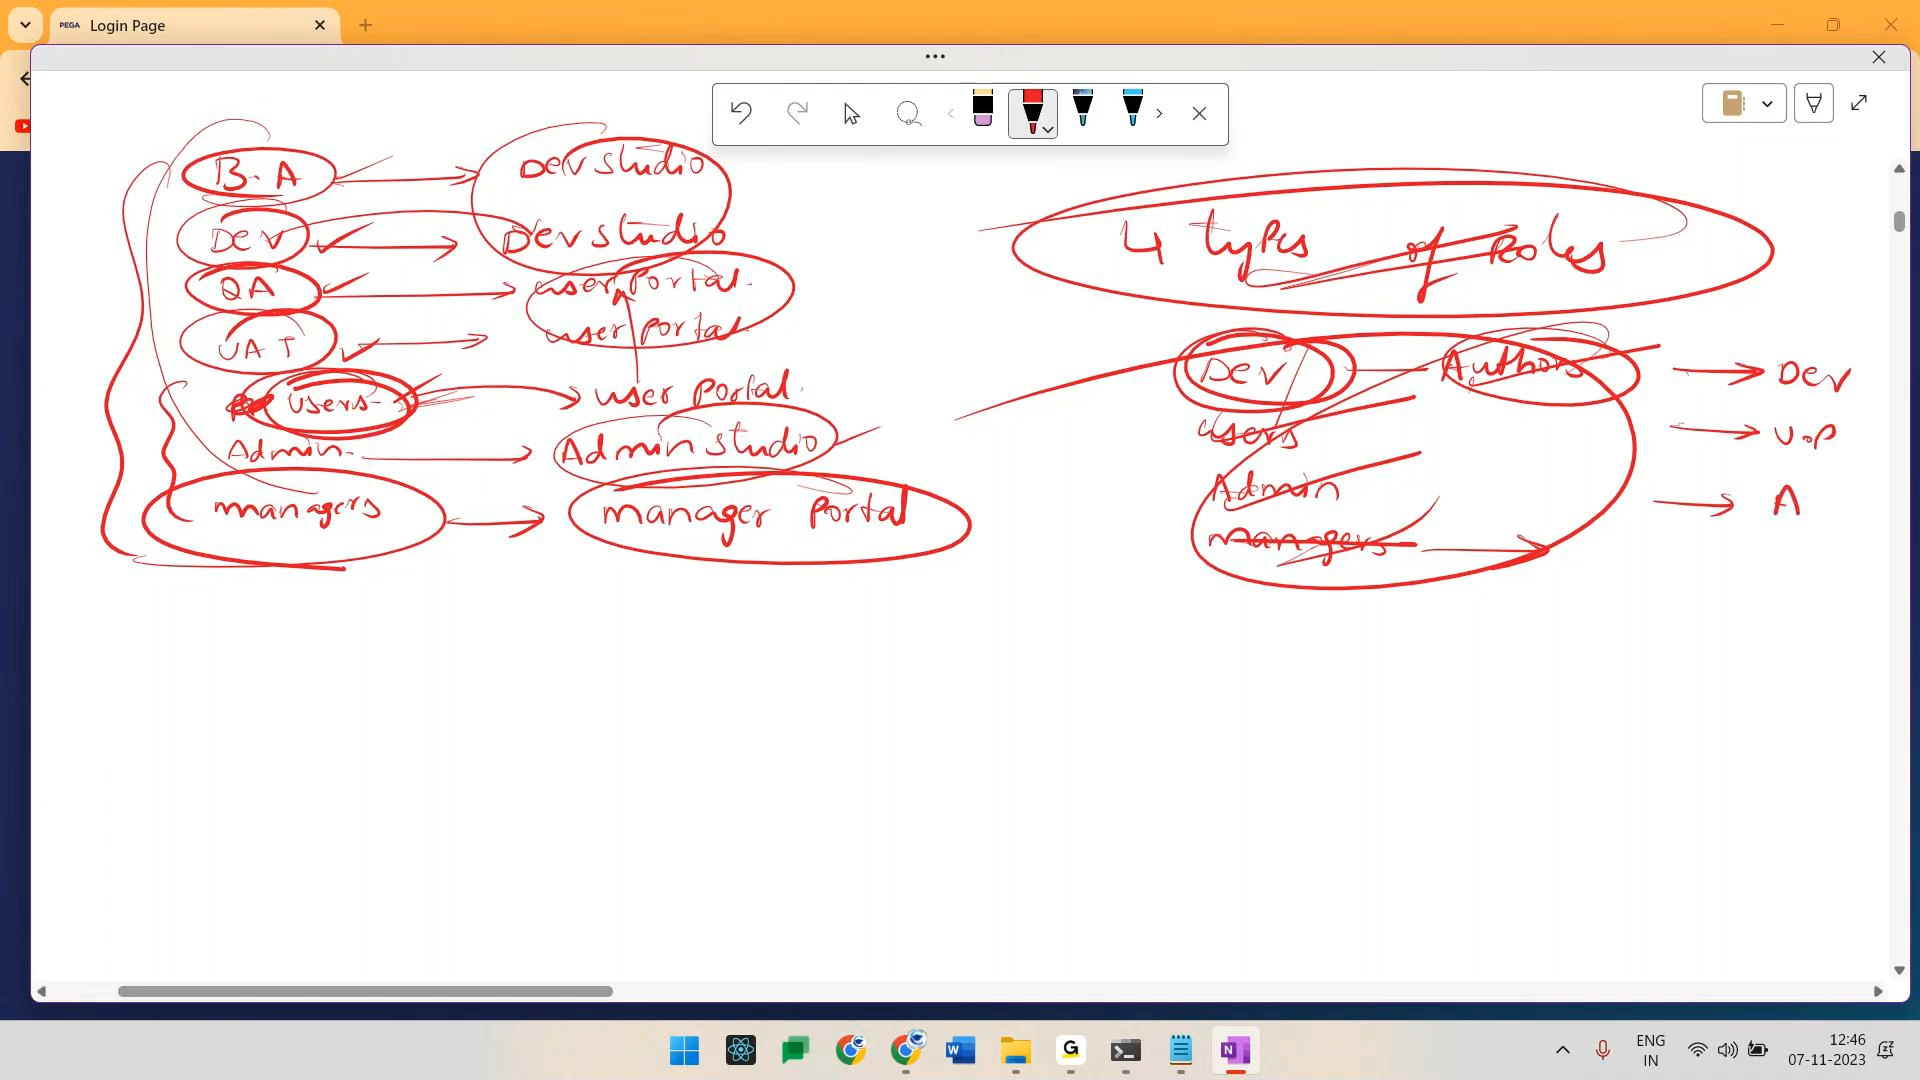 PEGA Login Page
B.A Dev studio
Dev Dev studio
QA user portal.
UAT user portal
users user portal.
Admin Admin studio
managers manager portal
4 types of roles
Dev Authors Dev
users U.P
Admin A
managers
ENG
IN
12:46
07-11-2023